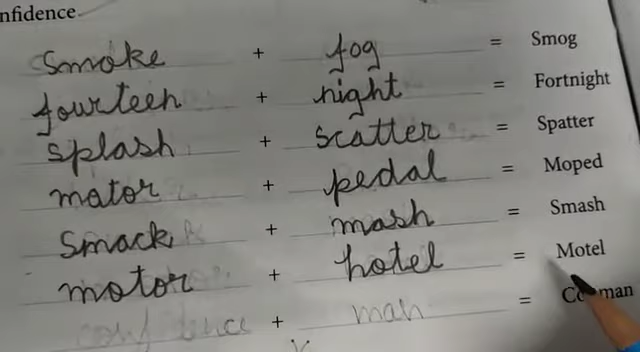 nfidence.
smoke + fog = Smog
fourteen + night = Fortnight
splash + scatter = Spatter
mator + pedal = Moped
smack + mash = Smash
motor + hotel = Motel
+ man = man